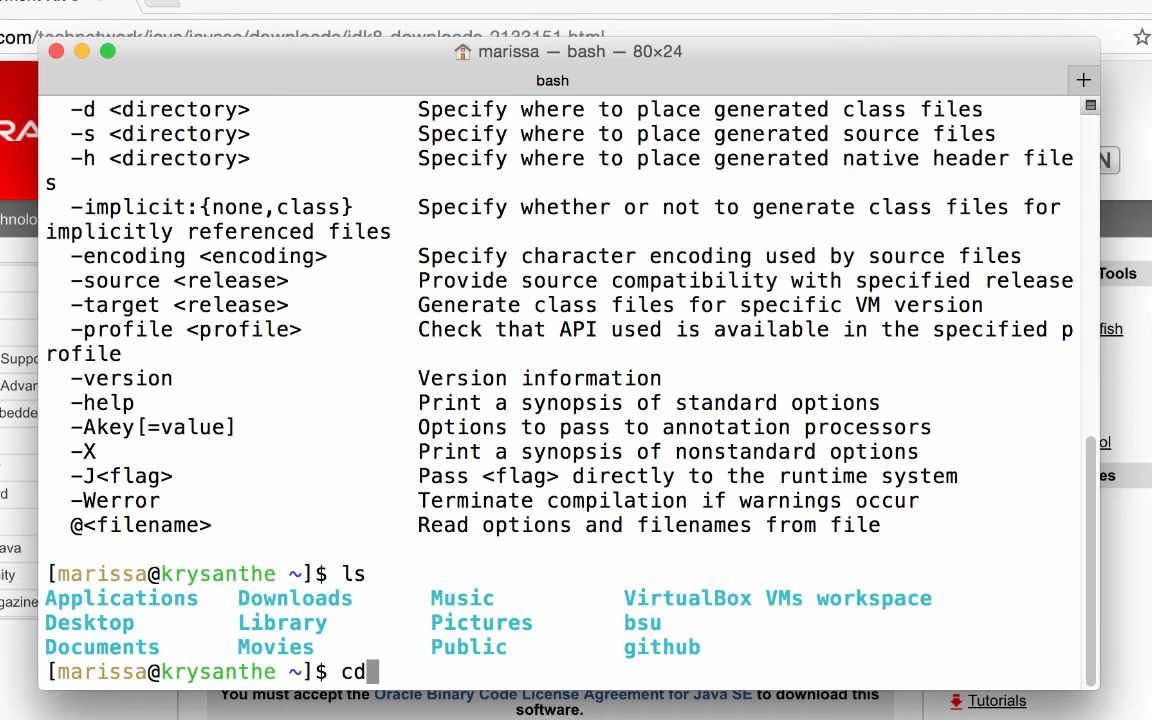 marissa — bash — 80×24
bash
+
-d <directory> Specify where to place generated class files
-s <directory> Specify where to place generated source files
-h <directory> Specify where to place generated native header file
s
-implicit:{none,class} Specify whether or not to generate class files for
implicitly referenced files
-encoding <encoding> Specify character encoding used by source files
-source <release> Provide source compatibility with specified release
-target <release> Generate class files for specific VM version
-profile <profile> Check that API used is available in the specified p
rofile
-version Version information
-help Print a synopsis of standard options
-Akey[=value] Options to pass to annotation processors
-X Print a synopsis of nonstandard options
-J<flag> Pass <flag> directly to the runtime system
-Werror Terminate compilation if warnings occur
@<filename> Read options and filenames from file
[marissa@krysanthe ~]$ ls
Applications Downloads Music VirtualBox VMs workspace
Desktop Library Pictures bsu
Documents Movies Public github
[marissa@krysanthe ~]$ cd
You must accept the Oracle Binary Code License Agreement for Java SE to download this
software.
Tools
Tutorials